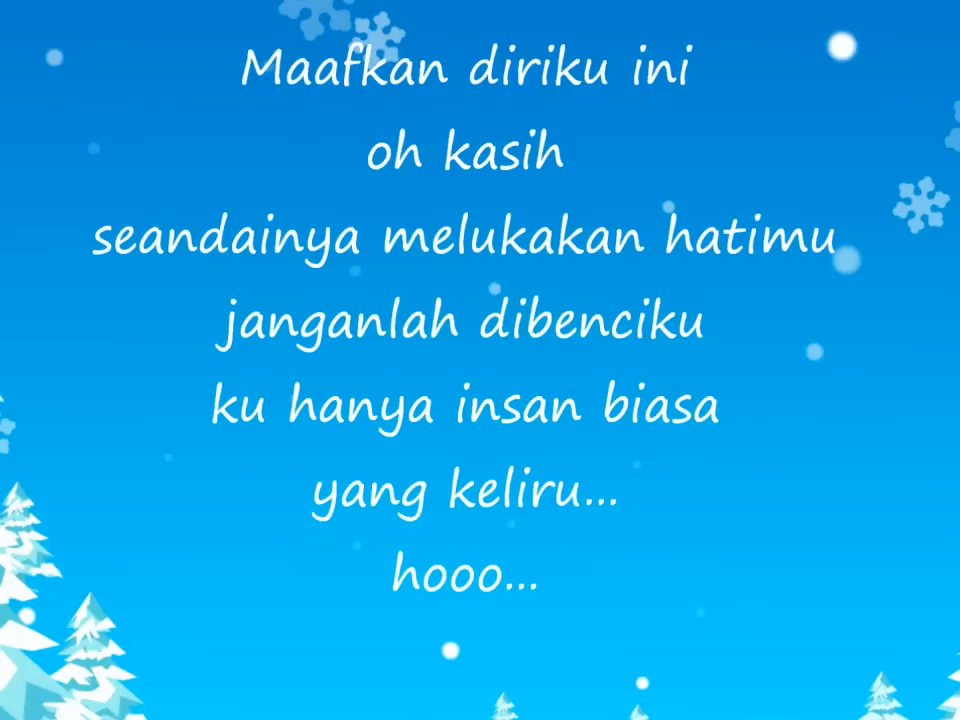 Maafkan diriku ini
oh kasih
seandainya melukakan hatimu
janganlah dibenciku
ku hanya insan biasa
yang keliru...
hooo...